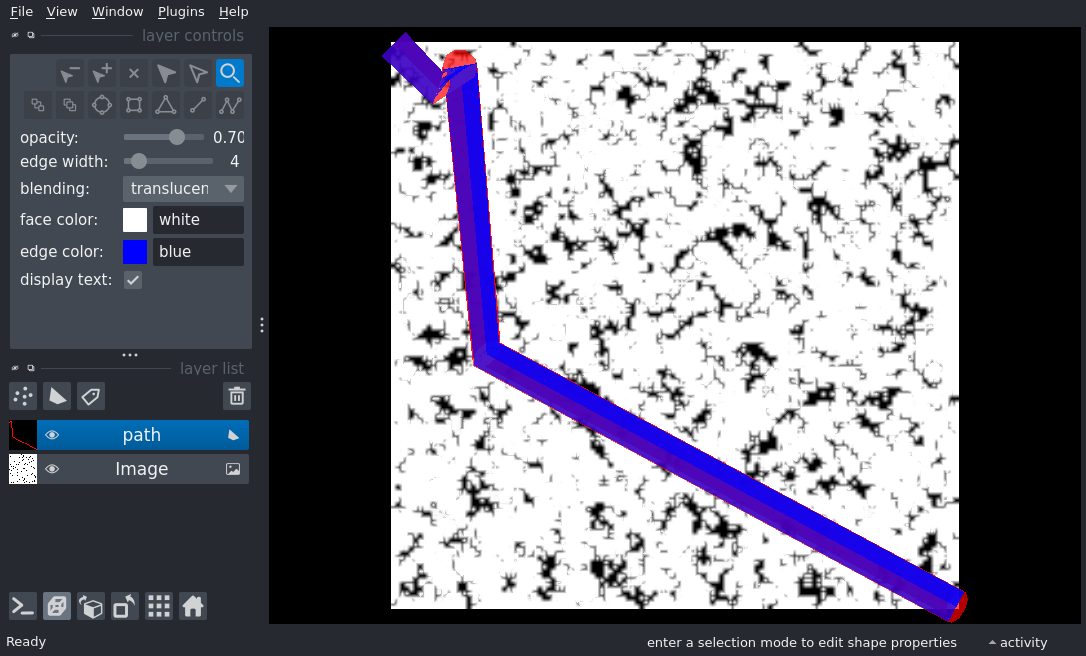 File View Window Plugins Help
layer controls
opacity: 0.70
edge width: 4
blending: translucen
face color: white
edge color: blue
display text:
layer list
path
Image
Ready
enter a selection mode to edit shape properties
activity